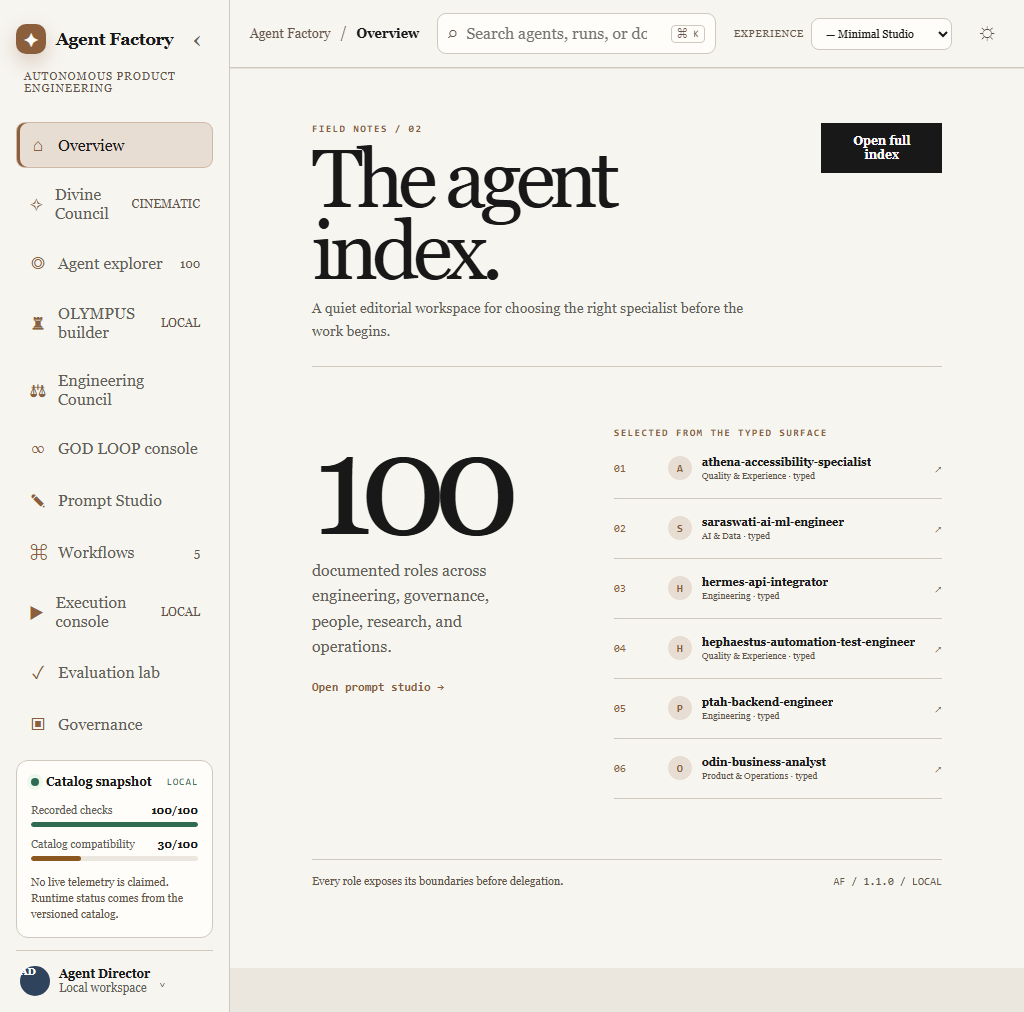 Agent Factory
AUTONOMOUS PRODUCT
ENGINEERING
Overview
Divine
Council
CINEMATIC
Agent explorer 100
OLYMPUS
builder
LOCAL
Engineering
Council
GOD LOOP console
Prompt Studio
Workflows 5
Execution
console
LOCAL
Evaluation lab
Governance
Catalog snapshot LOCAL
Recorded checks 100/100
Catalog compatibility 30/100
No live telemetry is claimed.
Runtime status comes from the
versioned catalog.
AD
Agent Director
Local workspace
Agent Factory / Overview
Search agents, runs, or dc
⌘ K
EXPERIENCE
— Minimal Studio
FIELD NOTES / 02
The agent
index.
A quiet editorial workspace for choosing the right specialist before the
work begins.
Open full
index
100
documented roles across
engineering, governance,
people, research, and
operations.
Open prompt studio →
SELECTED FROM THE TYPED SURFACE
01 A athena-accessibility-specialist ↗
Quality & Experience · typed
02 S saraswati-ai-ml-engineer ↗
AI & Data · typed
03 H hermes-api-integrator ↗
Engineering · typed
04 H hephaestus-automation-test-engineer ↗
Quality & Experience · typed
05 P ptah-backend-engineer ↗
Engineering · typed
06 O odin-business-analyst ↗
Product & Operations · typed
Every role exposes its boundaries before delegation.
AF / 1.1.0 / LOCAL